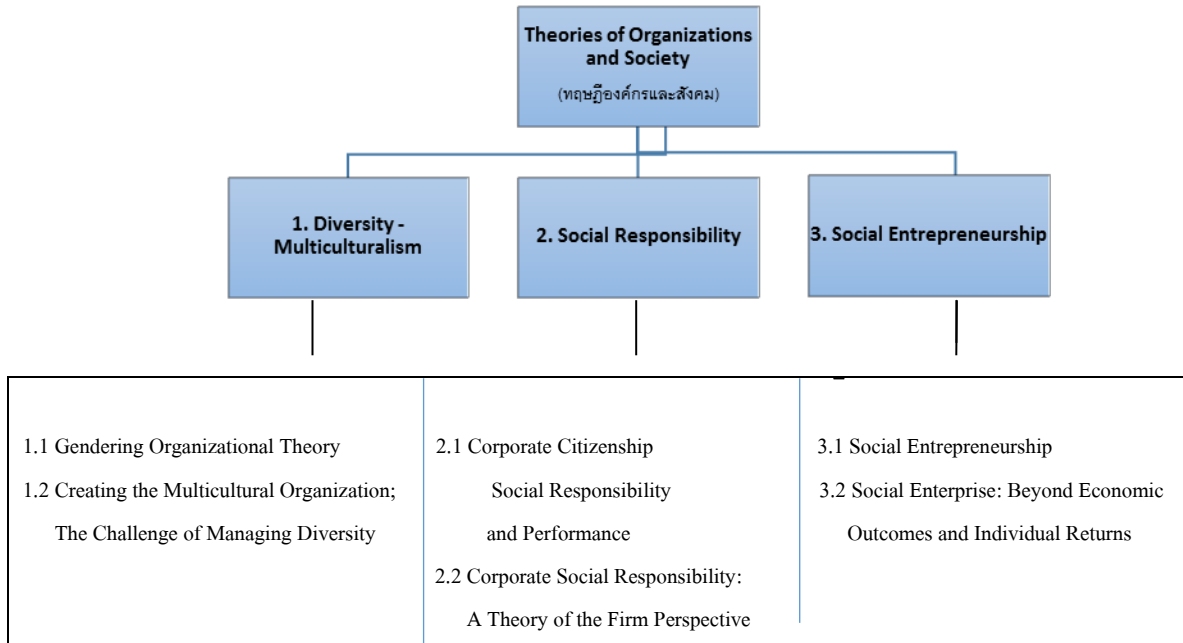 Theories of Organizations
and Society
(ทฤษฎีองค์กรและสังคม)
1. Diversity -
Multiculturalism
2. Social Responsibility
3. Social Entrepreneurship
1.1 Gendering Organizational Theory
1.2 Creating the Multicultural Organization;
The Challenge of Managing Diversity
2.1 Corporate Citizenship
Social Responsibility
and Performance
2.2 Corporate Social Responsibility:
A Theory of the Firm Perspective
3.1 Social Entrepreneurship
3.2 Social Enterprise: Beyond Economic
Outcomes and Individual Returns